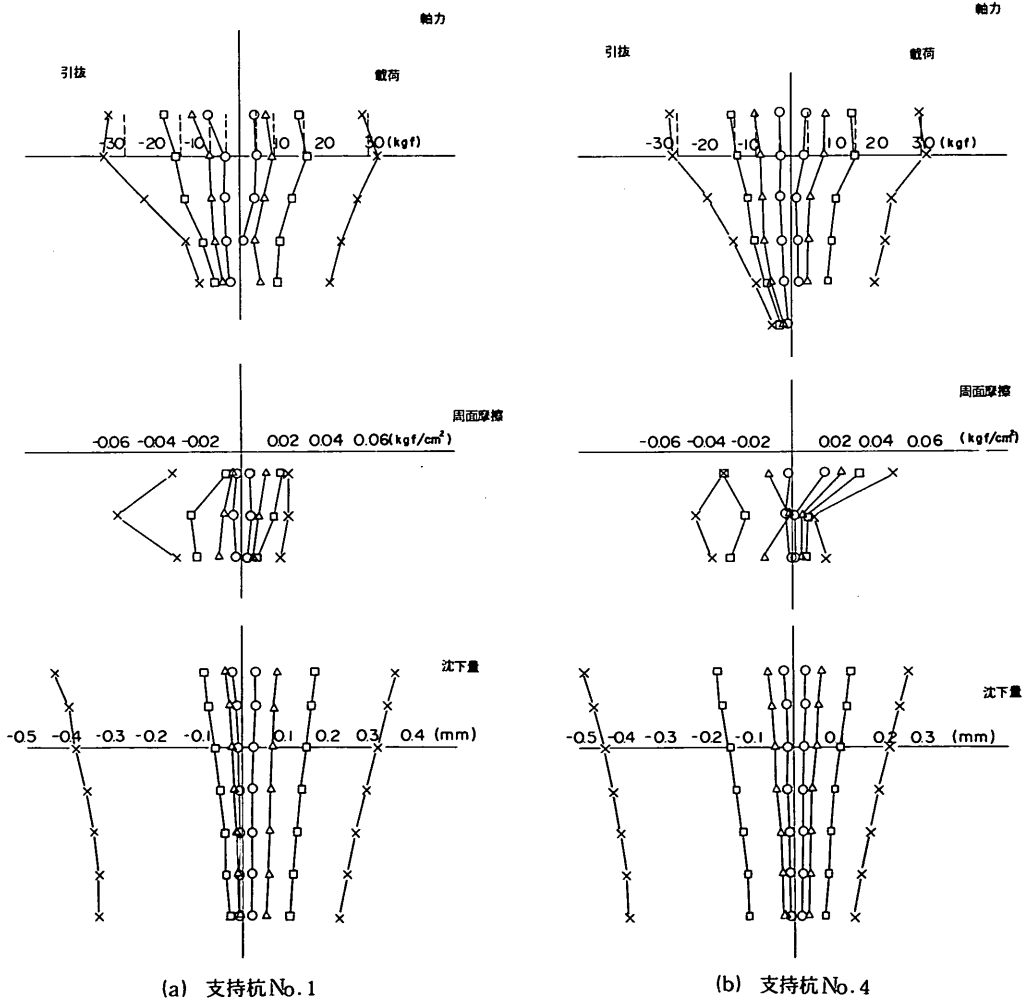 軸力
引抜
載荷
-30 -20 -10 10 20 30 (kgf)
周面摩擦
-0.06 -0.04 -0.02 0.02 0.04 0.06 (kgf/cm²)
沈下量
-0.5 -0.4 -0.3 -0.2 -0.1 0.1 0.2 0.3 0.4 (mm)
(a) 支持杭 No.1
軸力
引抜
載荷
-30 -20 -10 10 20 30 (kgf)
周面摩擦
-0.06 -0.04 -0.02 0.02 0.04 0.06 (kgf/cm²)
沈下量
-0.5 -0.4 -0.3 -0.2 -0.1 0.1 0.2 0.3 (mm)
(b) 支持杭 No.4